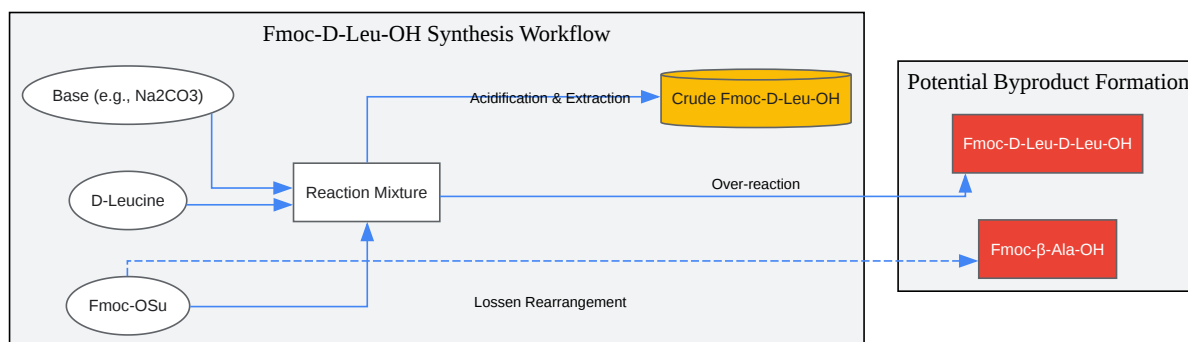 Fmoc-D-Leu-OH Synthesis Workflow
Potential Byproduct Formation
Base (e.g., Na2CO3)
Acidification & Extraction
Crude Fmoc-D-Leu-OH
Fmoc-D-Leu-D-Leu-OH
D-Leucine
Reaction Mixture
Over-reaction
Fmoc-β-Ala-OH
Fmoc-OSu
Lossen Rearrangement